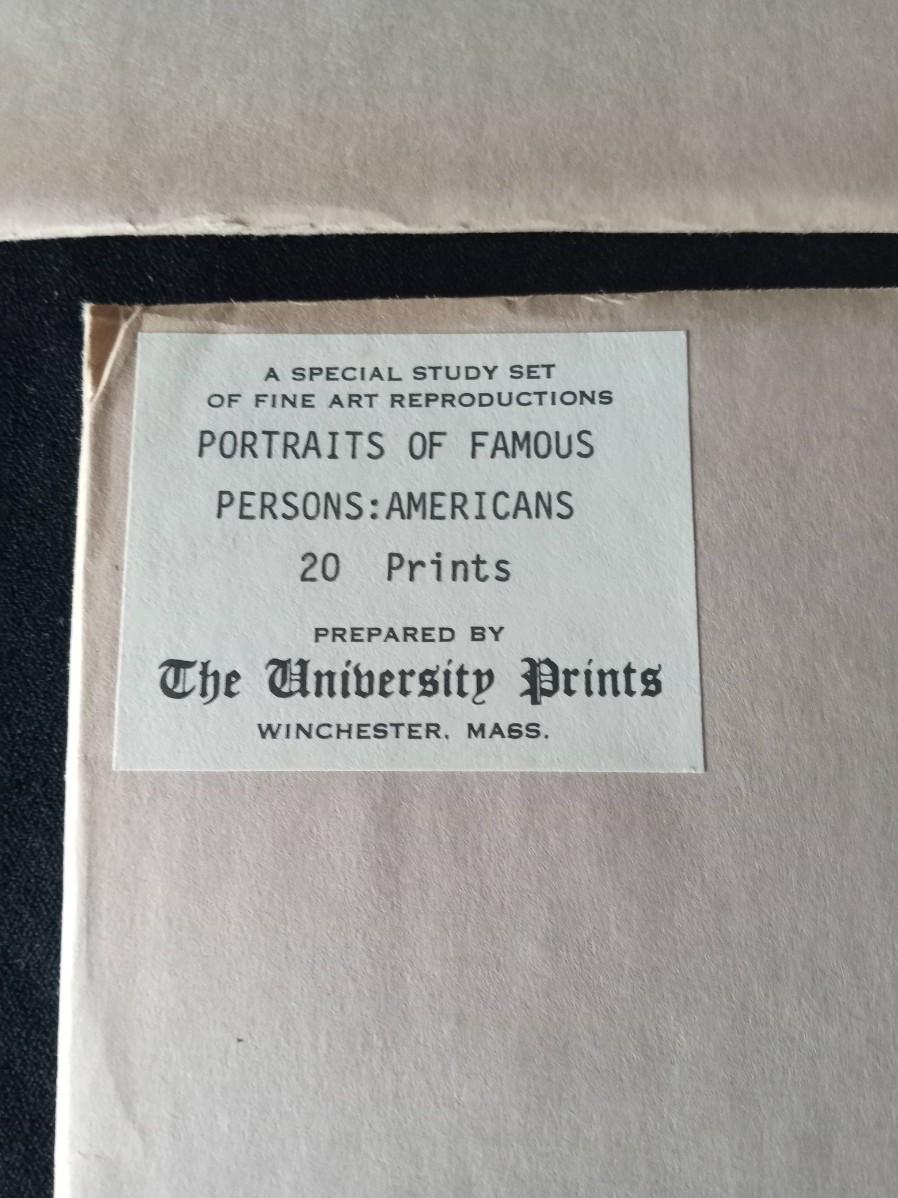 A SPECIAL STUDY SET
OF FINE ART REPRODUCTIONS
PORTRAITS OF FAMOUS
PERSONS:AMERICANS
20 Prints
PREPARED BY
The University Prints
WINCHESTER, MASS.